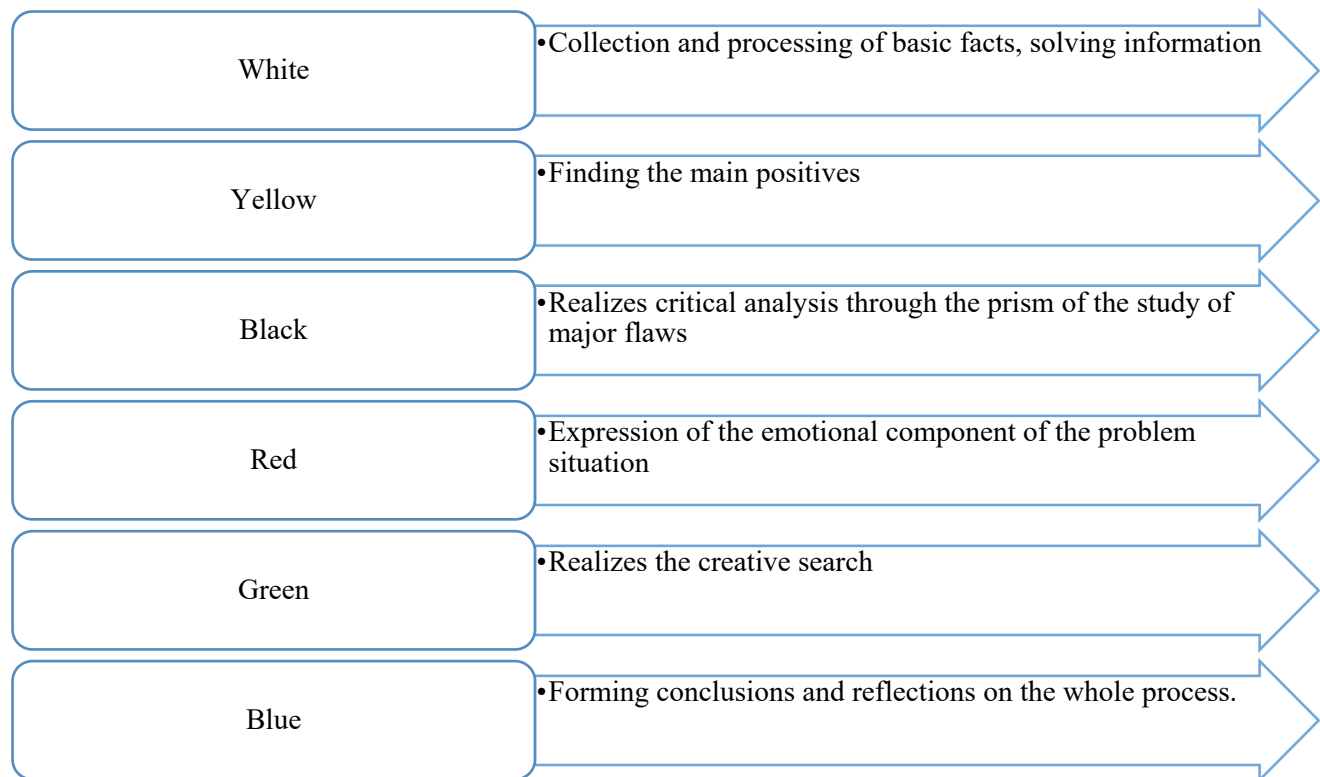 White
•Collection and processing of basic facts, solving information
Yellow
•Finding the main positives
Black
•Realizes critical analysis through the prism of the study of
major flaws
Red
•Expression of the emotional component of the problem
situation
Green
•Realizes the creative search
Blue
•Forming conclusions and reflections on the whole process.